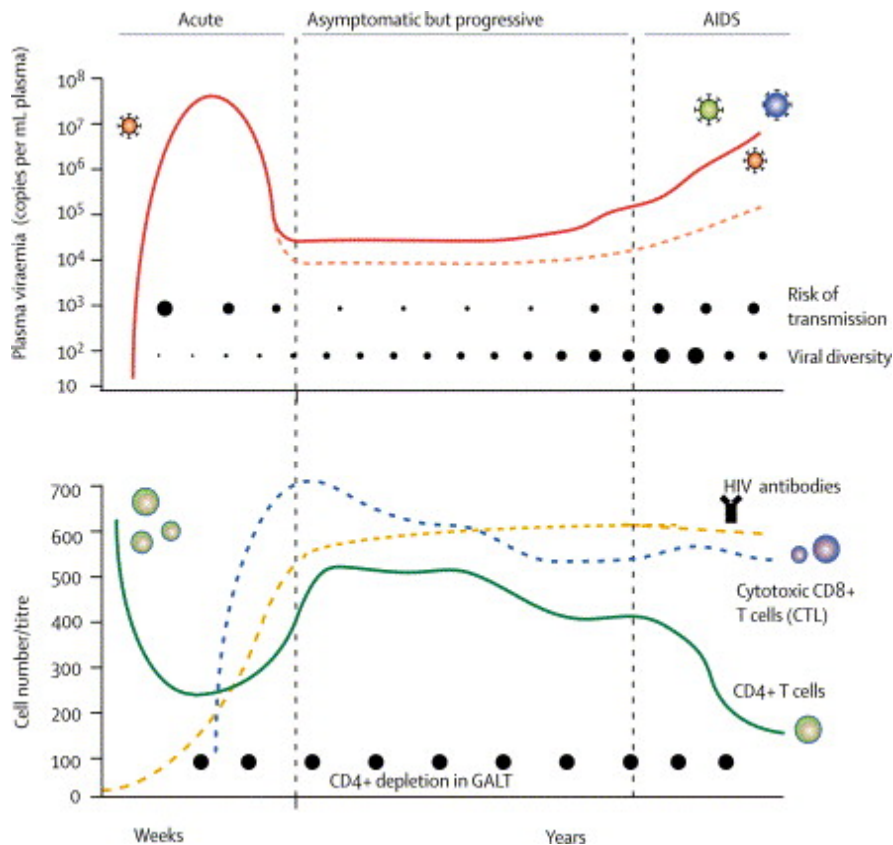 Acute
Asymptomatic but progressive
AIDS
Plasma viraemia (copies per mL plasma)
10⁸
10⁷
10⁶
10⁵
10⁴
10³
10²
10
Risk of
transmission
Viral diversity
Cell number/titre
700
600
500
400
300
200
100
0
HIV antibodies
Cytotoxic CD8+
T cells (CTL)
CD4+ T cells
CD4+ depletion in GALT
Weeks
Years